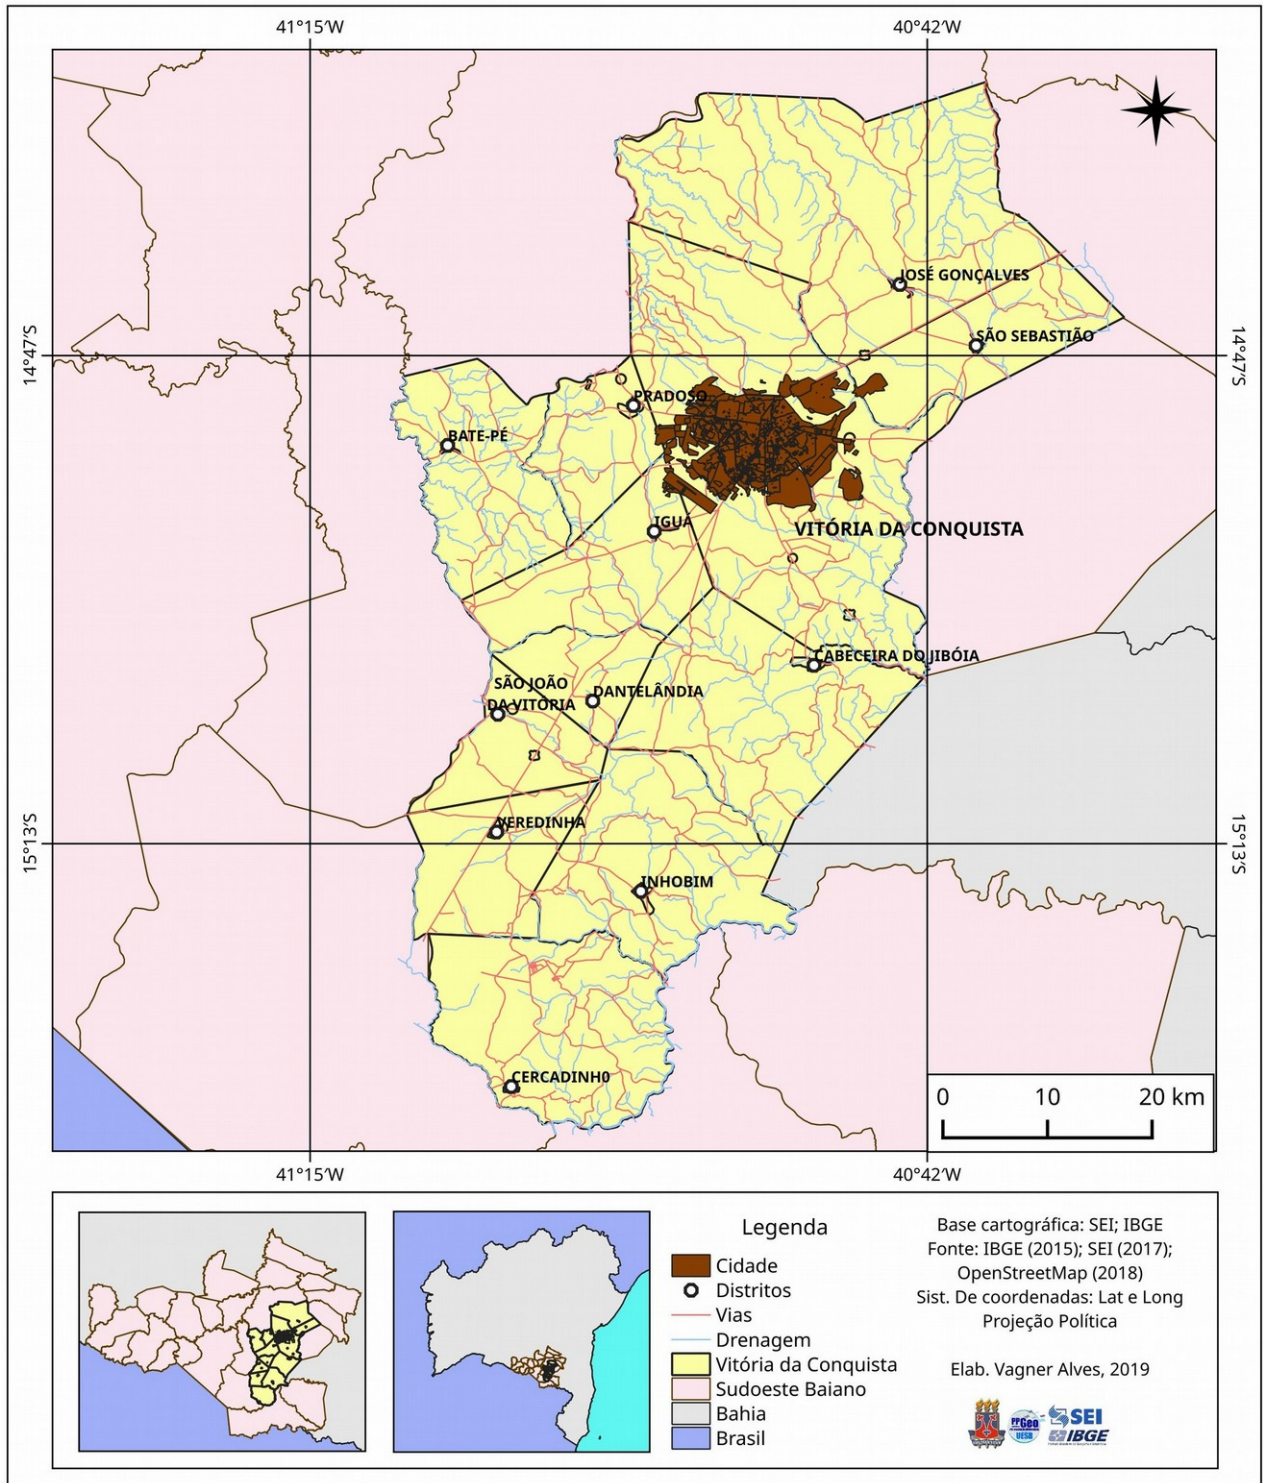 41°15′W
40°42′W
JOSÉ GONÇALVES
14°47′S
SÃO SEBASTIÃO
14°47′S
PRADOSO
BATE-PÉ
IGUÁ
VITÓRIA DA CONQUISTA
CABECEIRA DO JIBÓIA
SÃO JOÃO
DA VITÓRIA
DANTELÂNDIA
VEREDINHA
15°13′S
15°13′S
INHOBIM
CERCADINH0
0 10 20 km
41°15′W
40°42′W
Legenda
Cidade
Distritos
Vias
Drenagem
Vitória da Conquista
Sudoeste Baiano
Bahia
Brasil
Base cartográfica: SEI; IBGE
Fonte: IBGE (2015); SEI (2017);
OpenStreetMap (2018)
Sist. De coordenadas: Lat e Long
Projeção Política
Elab. Vagner Alves, 2019
PPGeo
UESB
SEI
IBGE